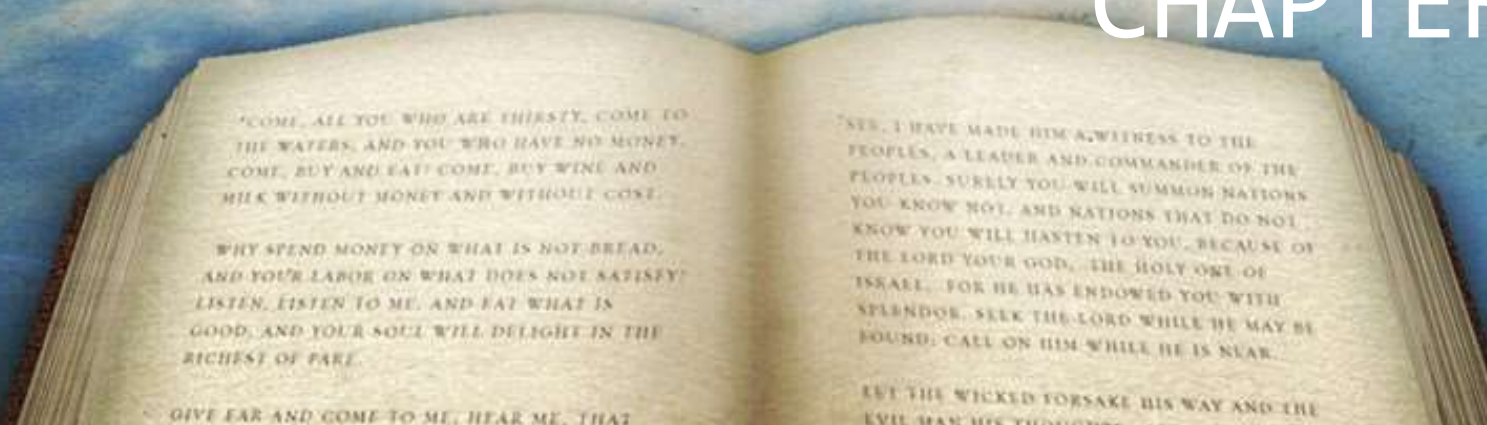 CHAPTER
"COME, ALL YOU WHO ARE THIRSTY, COME TO
THE WATERS, AND YOU WHO HAVE NO MONEY,
COME, BUY AND EAT! COME, BUY WINE AND
MILK WITHOUT MONEY AND WITHOUT COST.
WHY SPEND MONEY ON WHAT IS NOT BREAD,
AND YOUR LABOR ON WHAT DOES NOT SATISFY?
LISTEN, LISTEN TO ME, AND EAT WHAT IS
GOOD, AND YOUR SOUL WILL DELIGHT IN THE
RICHEST OF FARE.
GIVE EAR AND COME TO ME, HEAR ME, THAT
"SEE, I HAVE MADE HIM A WITNESS TO THE
PEOPLES, A LEADER AND COMMANDER OF THE
PEOPLES. SURELY YOU WILL SUMMON NATIONS
YOU KNOW NOT, AND NATIONS THAT DO NOT
KNOW YOU WILL HASTEN TO YOU, BECAUSE OF
THE LORD YOUR GOD, THE HOLY ONE OF
ISRAEL, FOR HE HAS ENDOWED YOU WITH
SPLENDOR. SEEK THE LORD WHILE HE MAY BE
FOUND; CALL ON HIM WHILE HE IS NEAR.
LET THE WICKED FORSAKE HIS WAY AND THE
EVIL MAN HIS THOUGHTS